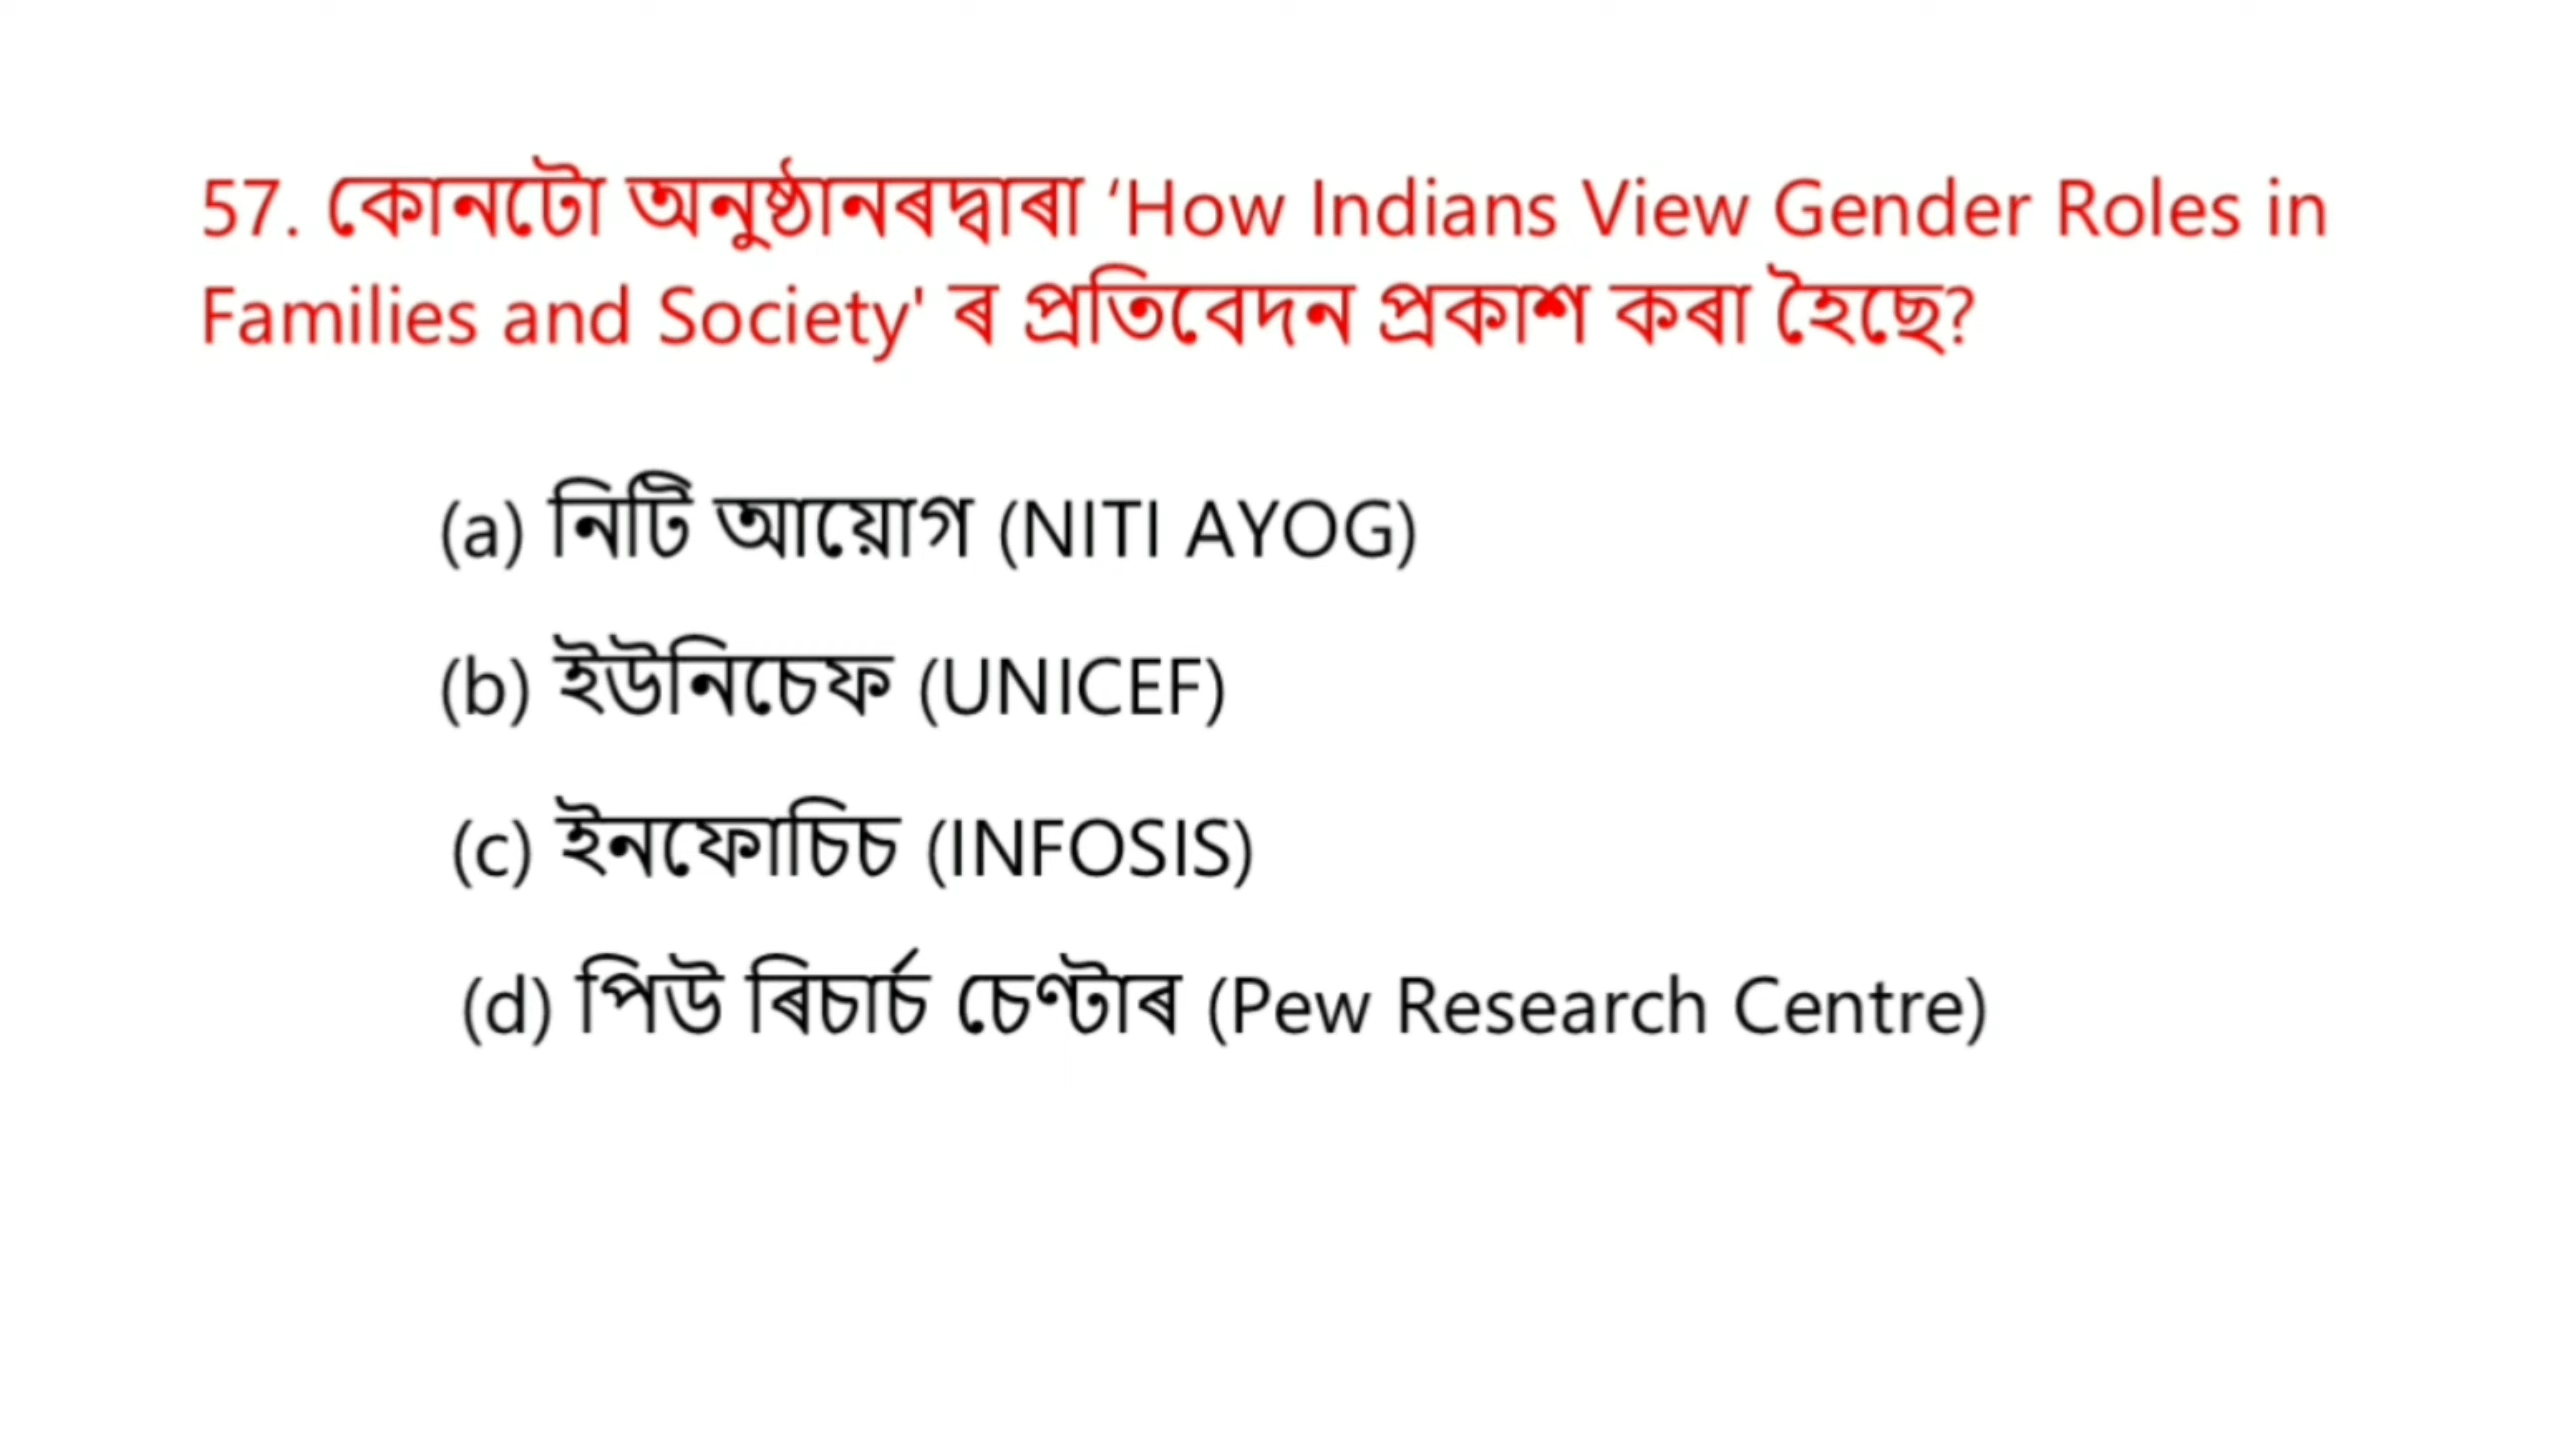 57. কোনটো অনুষ্ঠানৰদ্বাৰা ‘How Indians View Gender Roles in
Families and Society' ৰ প্ৰতিবেদন প্ৰকাশ কৰা হৈছে?
(a) নিটি আয়োগ (NITI AYOG)
(b) ইউনিচেফ (UNICEF)
(c) ইনফোচিচ (INFOSIS)
(d) পিউ ৰিচাৰ্চ চেণ্টাৰ (Pew Research Centre)